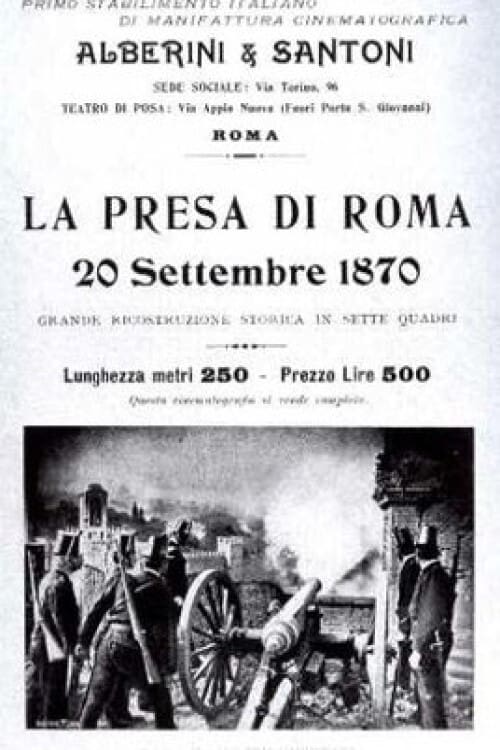 PRIMO STABILIMENTO ITALIANO
DI MANIFATTURA CINEMATOGRAFICA
ALBERINI & SANTONI
SEDE SOCIALE: Via Torino, 96
TEATRO DI POSA: Via Appia Nuova (Fuori Porta S. Giovanni)
ROMA
LA PRESA DI ROMA
20 Settembre 1870
GRANDE RICOSTRUZIONE STORICA IN SETTE QUADRI
Lunghezza metri 250 - Prezzo Lire 500
Questa cinematografia si vende completa.